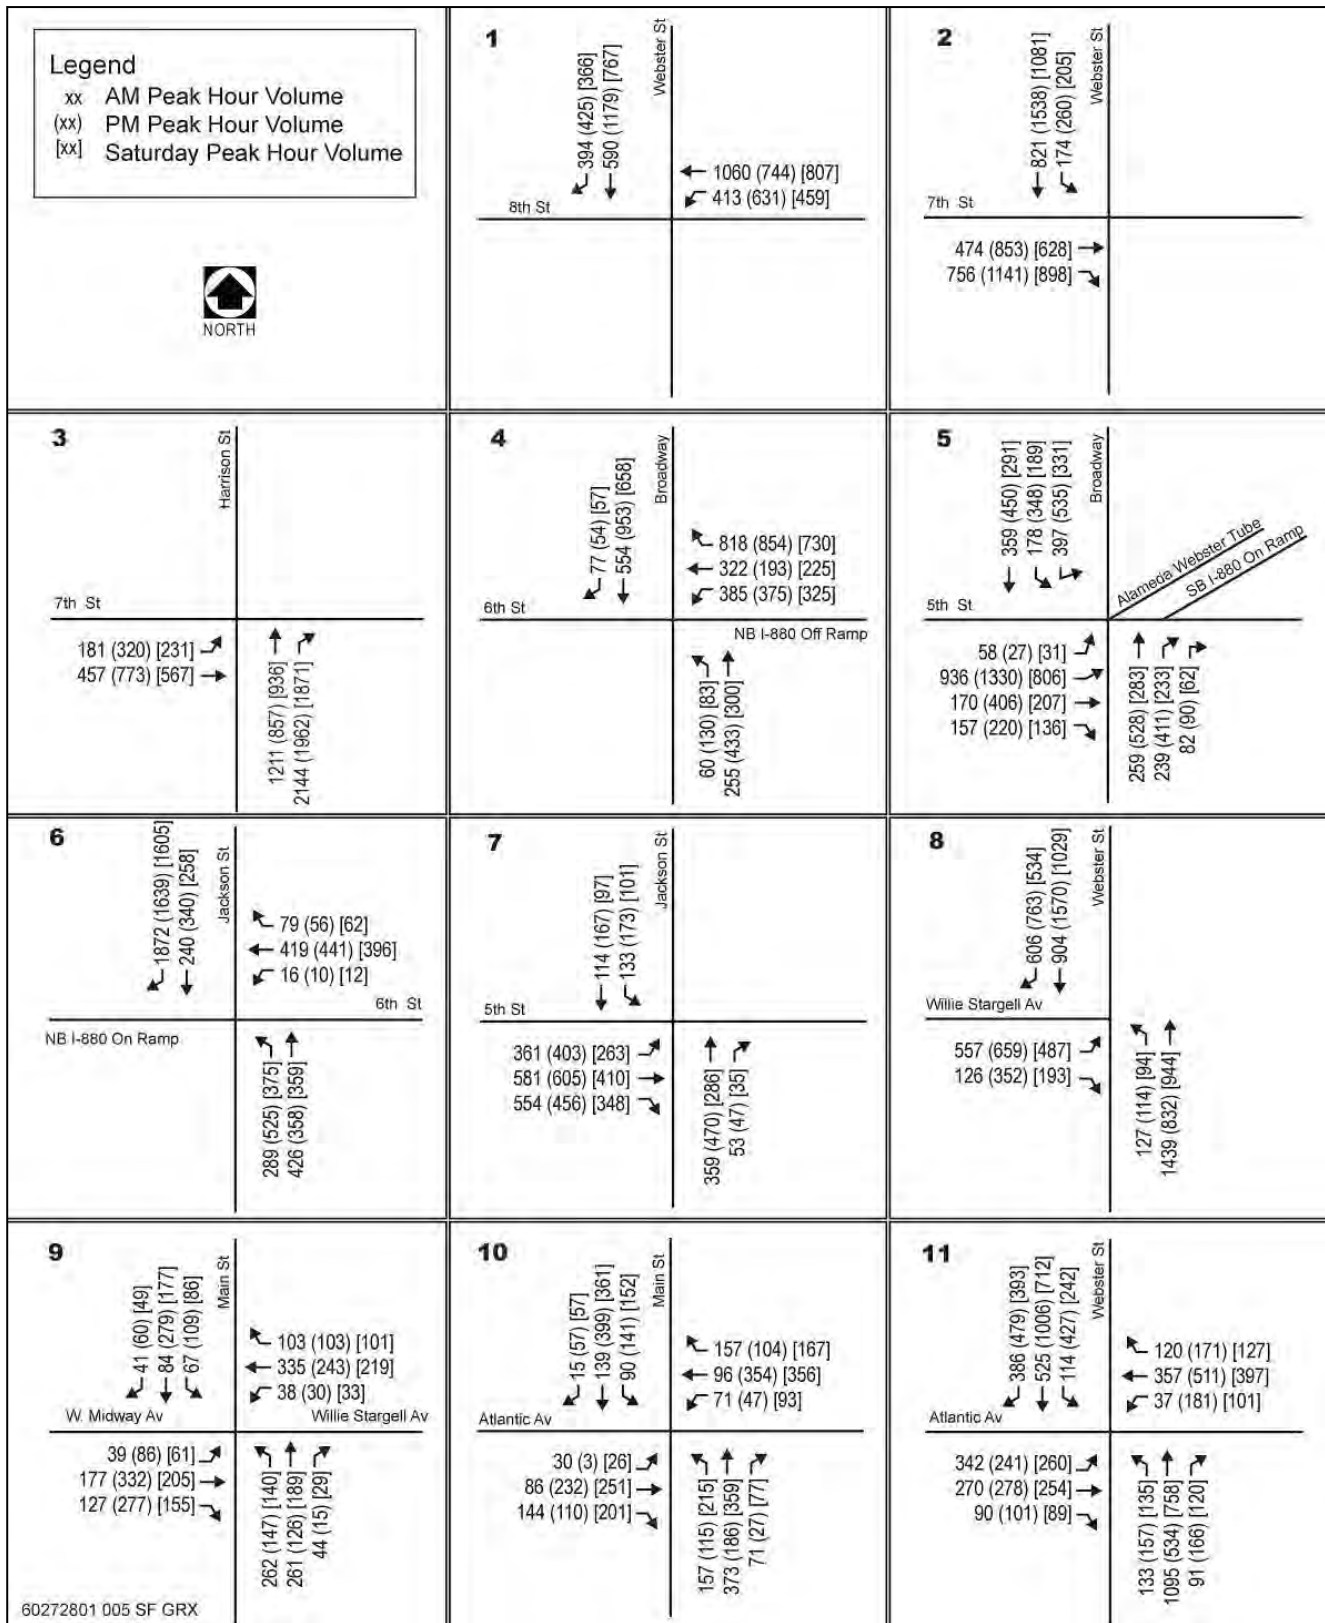 Legend
xx AM Peak Hour Volume
(xx) PM Peak Hour Volume
[xx] Saturday Peak Hour Volume
NORTH
1
394 (425) [366]
590 (1179) [767]
Webster St
1060 (744) [807]
413 (631) [459]
8th St
2
821 (1538) [1081]
174 (260) [205]
Webster St
7th St
474 (853) [628]
756 (1141) [898]
3
Harrison St
7th St
181 (320) [231]
457 (773) [567]
1211 (857) [936]
2144 (1962) [1871]
4
77 (54) [57]
554 (953) [658]
Broadway
818 (854) [730]
322 (193) [225]
385 (375) [325]
6th St
NB I-880 Off Ramp
60 (130) [83]
255 (433) [300]
5
359 (450) [291]
178 (348) [189]
397 (535) [331]
Broadway
Alameda Webster Tube
SB I-880 On Ramp
5th St
58 (27) [31]
936 (1330) [806]
170 (406) [207]
157 (220) [136]
259 (528) [283]
239 (411) [233]
82 (90) [62]
6
1872 (1639) [1605]
240 (340) [258]
Jackson St
79 (56) [62]
419 (441) [396]
16 (10) [12]
6th St
NB I-880 On Ramp
289 (525) [375]
426 (358) [359]
7
114 (167) [97]
133 (173) [101]
Jackson St
5th St
361 (403) [263]
581 (605) [410]
554 (456) [348]
359 (470) [286]
53 (47) [35]
8
606 (763) [534]
904 (1570) [1029]
Webster St
Willie Stargell Av
557 (659) [487]
126 (352) [193]
127 (114) [94]
1439 (832) [944]
9
41 (60) [49]
84 (279) [177]
67 (109) [86]
Main St
103 (103) [101]
335 (243) [219]
38 (30) [33]
W. Midway Av
Willie Stargell Av
39 (86) [61]
177 (332) [205]
127 (277) [155]
262 (147) [140]
261 (126) [189]
44 (15) [29]
10
15 (57) [57]
139 (399) [361]
90 (141) [152]
Main St
157 (104) [167]
96 (354) [356]
71 (47) [93]
Atlantic Av
30 (3) [26]
86 (232) [251]
144 (110) [201]
157 (115) [215]
373 (186) [359]
71 (27) [77]
11
386 (479) [393]
525 (1006) [712]
114 (427) [242]
Webster St
120 (171) [127]
357 (511) [397]
37 (181) [101]
Atlantic Av
342 (241) [260]
270 (278) [254]
90 (101) [89]
133 (157) [135]
1095 (534) [758]
91 (166) [120]
60272801 005 SF GRX